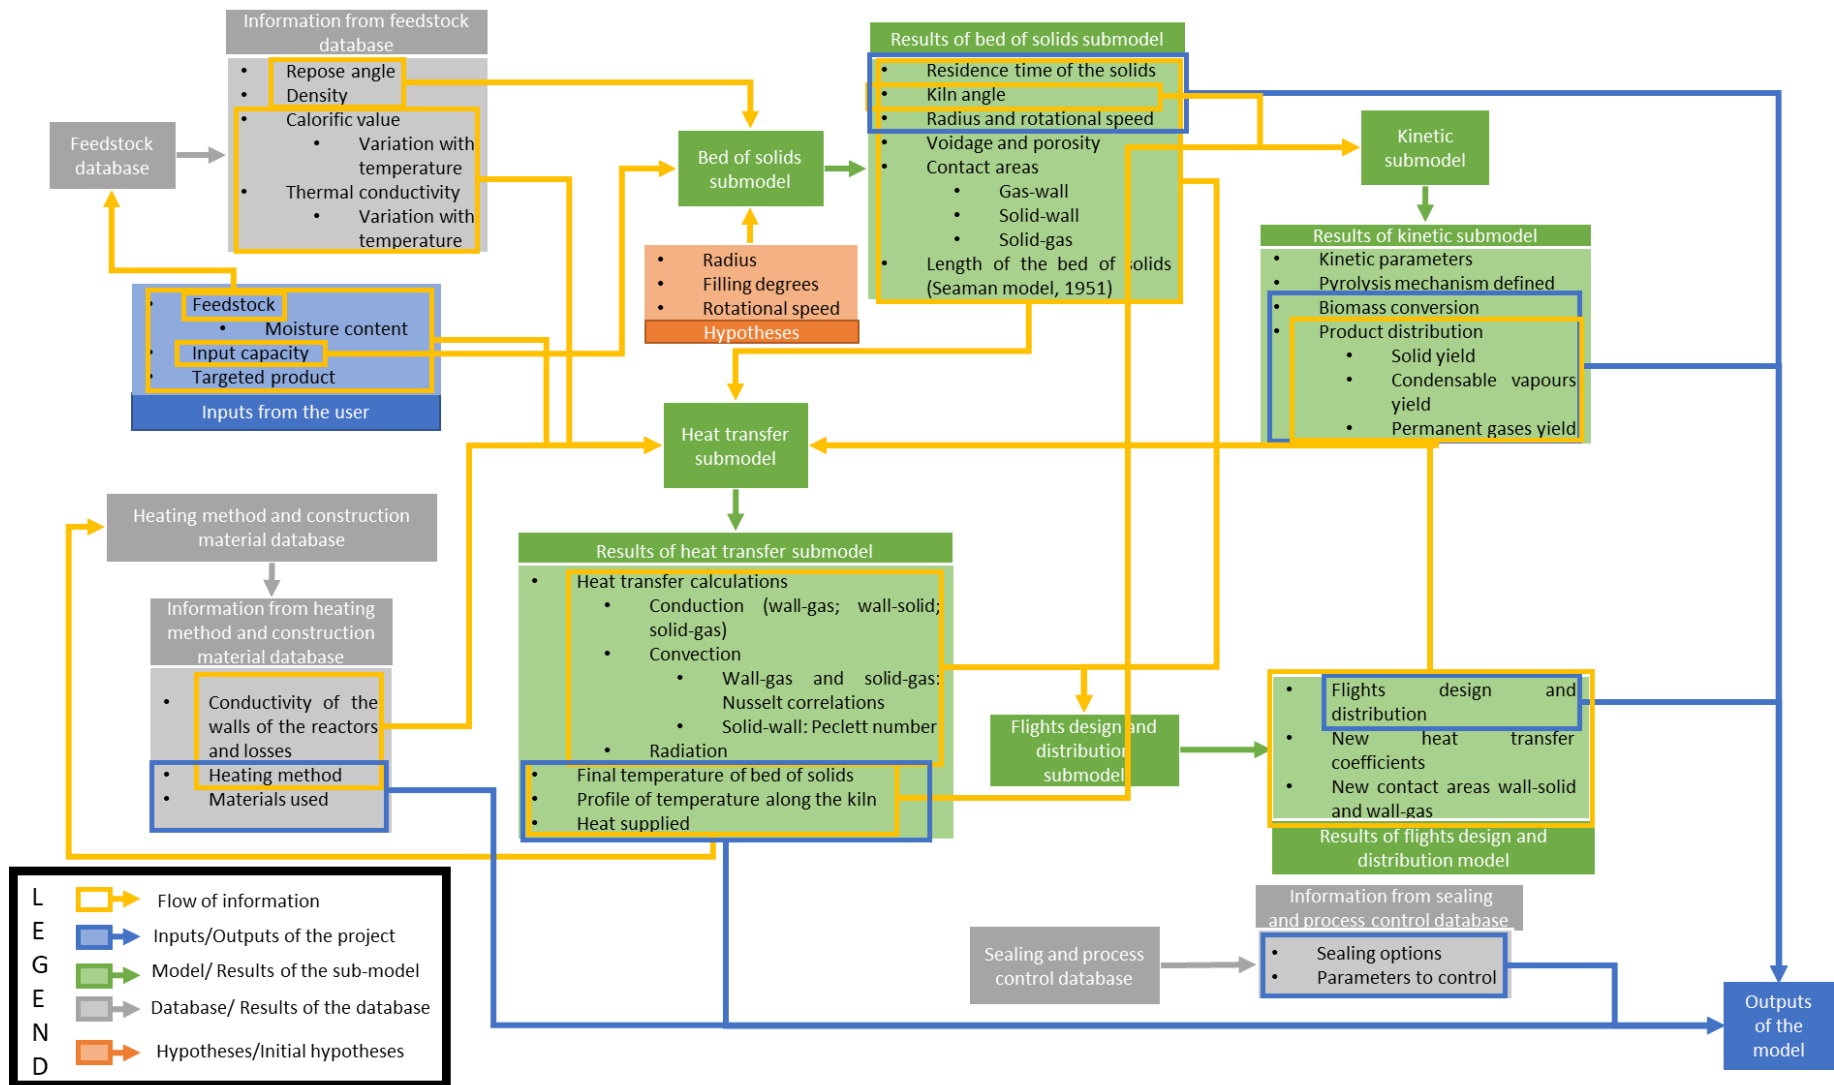 Information from feedstock
database
• Repose angle
• Density
• Calorific value
• Variation with
temperature
• Thermal conductivity
• Variation with
temperature
Feedstock
database
• Feedstock
• Moisture content
• Input capacity
• Targeted product
Inputs from the user
Bed of solids
submodel
• Radius
• Filling degrees
• Rotational speed
Hypotheses
Results of bed of solids submodel
• Residence time of the solids
• Kiln angle
• Radius and rotational speed
• Voidage and porosity
• Contact areas
• Gas-wall
• Solid-wall
• Solid-gas
• Length of the bed of solids
(Seaman model, 1951)
Kinetic
submodel
Results of kinetic submodel
• Kinetic parameters
• Pyrolysis mechanism defined
• Biomass conversion
• Product distribution
• Solid yield
• Condensable vapours
yield
• Permanent gases yield
Heat transfer
submodel
Heating method and construction
material database
Information from heating
method and construction
material database
• Conductivity of the
walls of the reactors
and losses
• Heating method
• Materials used
Results of heat transfer submodel
• Heat transfer calculations
• Conduction (wall-gas; wall-solid;
solid-gas)
• Convection
• Wall-gas and solid-gas:
Nusselt correlations
• Solid-wall: Peclett number
• Radiation
• Final temperature of bed of solids
• Profile of temperature along the kiln
• Heat supplied
Flights design and
distribution
submodel
• Flights design and
distribution
• New heat transfer
coefficients
• New contact areas wall-solid
and wall-gas
Results of flights design and
distribution model
Information from sealing
and process control database
Sealing and process
control database
• Sealing options
• Parameters to control
Outputs
of the
model
LEGEND
Flow of information
Inputs/Outputs of the project
Model/ Results of the sub-model
Database/ Results of the database
Hypotheses/Initial hypotheses